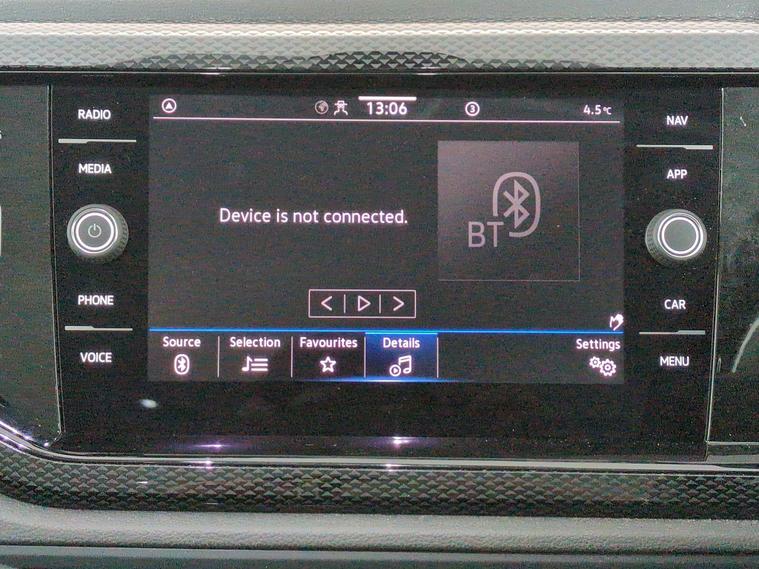 RADIO
MEDIA
PHONE
VOICE
13:06
3
4.5°C
Device is not connected.
BT
Source
Selection
Favourites
Details
Settings
NAV
APP
CAR
MENU